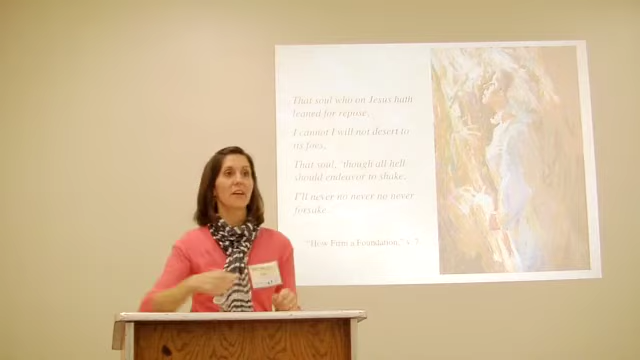 That soul who on Jesus hath
leaned for repose,
I cannot I will not desert to
its foes.
That soul, 'though all hell
should endeavor to shake,
I'll never no never no never
forsake.
"How Firm a Foundation," v. 7